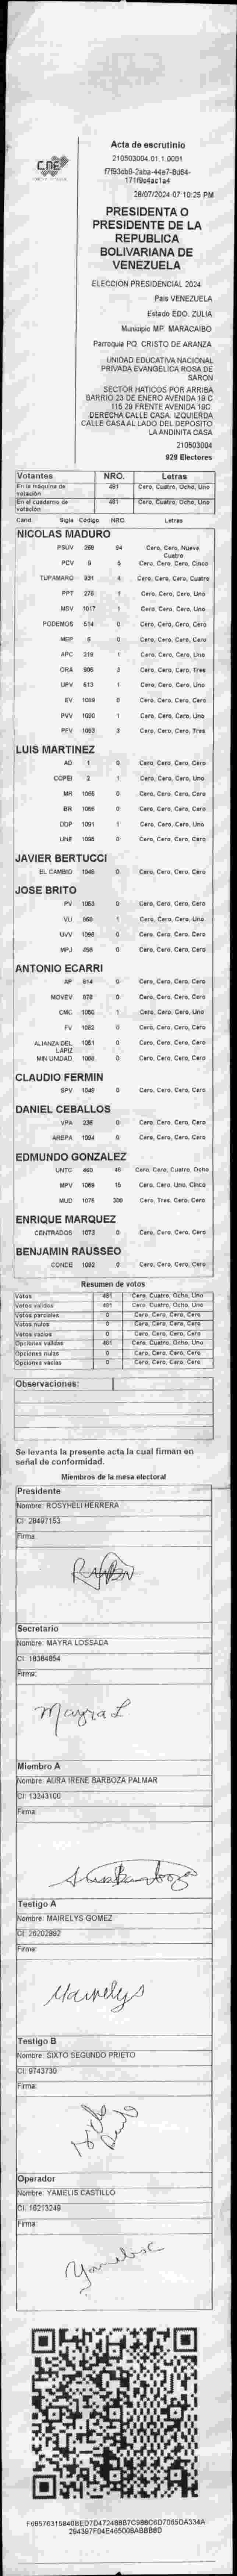 CNE
Acta de escrutinio
210503004.01.1.0001
f7f93cb9-2aba-44e7-8d64-
171f9c4ac1a4
28/07/2024 07:10:25 PM
PRESIDENTA O
PRESIDENTE DE LA
REPUBLICA
BOLIVARIANA DE
VENEZUELA
ELECCIÓN PRESIDENCIAL 2024
País VENEZUELA
Estado EDO. ZULIA
Municipio MP. MARACAIBO
Parroquia PQ. CRISTO DE ARANZA
UNIDAD EDUCATIVA NACIONAL
PRIVADA EVANGELICA ROSA DE
SARON
SECTOR HATICOS POR ARRIBA
BARRIO 23 DE ENERO AVENIDA 19 C
115 29 FRENTE AVENIDA 19C
DERECHA CALLE CASA. IZQUIERDA
CALLE CASA AL LADO DEL DEPOSITO
LA ANDINITA CASA
210503004
929 Electores
Votantes NRO. Letras
En la máquina de votación 481 Cero, Cuatro, Ocho, Uno
En el cuaderno de votación 481 Cero, Cuatro, Ocho, Uno
Cand. Sigla Código NRO. Letras
NICOLAS MADURO
PSUV 269 94 Cero, Cero, Nueve, Cuatro
PCV 9 5 Cero, Cero, Cero, Cinco
TUPAMARO 931 4 Cero, Cero, Cero, Cuatro
PPT 276 1 Cero, Cero, Cero, Uno
MSV 1017 1 Cero, Cero, Cero, Uno
PODEMOS 514 0 Cero, Cero, Cero, Cero
MEP 6 0 Cero, Cero, Cero, Cero
APC 219 1 Cero, Cero, Cero, Uno
ORA 906 3 Cero, Cero, Cero, Tres
UPV 613 1 Cero, Cero, Cero, Uno
EV 1089 0 Cero, Cero, Cero, Cero
PVV 1090 1 Cero, Cero, Cero, Uno
PFV 1093 3 Cero, Cero, Cero, Tres
LUIS MARTINEZ
AD 1 0 Cero, Cero, Cero, Cero
COPEI 2 1 Cero, Cero, Cero, Uno
MR 1065 0 Cero, Cero, Cero, Cero
BR 1066 0 Cero, Cero, Cero, Cero
DDP 1091 1 Cero, Cero, Cero, Uno
UNE 1095 0 Cero, Cero, Cero, Cero
JAVIER BERTUCCI
EL CAMBIO 1048 0 Cero, Cero, Cero, Cero
JOSE BRITO
PV 1053 0 Cero, Cero, Cero, Cero
VU 969 1 Cero, Cero, Cero, Uno
UVV 1096 0 Cero, Cero, Cero, Cero
MPJ 456 0 Cero, Cero, Cero, Cero
ANTONIO ECARRI
AP 814 0 Cero, Cero, Cero, Cero
MOVEV 878 0 Cero, Cero, Cero, Cero
CMC 1050 1 Cero, Cero, Cero, Uno
FV 1082 0 Cero, Cero, Cero, Cero
ALIANZA DEL LAPIZ 1051 0 Cero, Cero, Cero, Cero
MIN UNIDAD 1068 0 Cero, Cero, Cero, Cero
CLAUDIO FERMIN
SPV 1049 0 Cero, Cero, Cero, Cero
DANIEL CEBALLOS
VPA 236 0 Cero, Cero, Cero, Cero
AREPA 1094 0 Cero, Cero, Cero, Cero
EDMUNDO GONZALEZ
UNTC 460 48 Cero, Cero, Cuatro, Ocho
MPV 1069 15 Cero, Cero, Uno, Cinco
MUD 1075 300 Cero, Tres, Cero, Cero
ENRIQUE MARQUEZ
CENTRADOS 1073 0 Cero, Cero, Cero, Cero
BENJAMIN RAUSSEO
CONDE 1092 0 Cero, Cero, Cero, Cero
Resumen de votos
Votos 481 Cero, Cuatro, Ocho, Uno
Votos válidos 481 Cero, Cuatro, Ocho, Uno
Votos parciales 0 Cero, Cero, Cero, Cero
Votos nulos 0 Cero, Cero, Cero, Cero
Votos vacíos 0 Cero, Cero, Cero, Cero
Opciones válidas 481 Cero, Cuatro, Ocho, Uno
Opciones nulas 0 Cero, Cero, Cero, Cero
Opciones vacías 0 Cero, Cero, Cero, Cero
Observaciones:
Se levanta la presente acta la cual firman en
señal de conformidad.
Miembros de la mesa electoral
Presidente
Nombre: ROSYHELI HERRERA
CI: 28497153
Firma:
Secretario
Nombre: MAYRA LOSSADA
CI: 18384854
Firma:
Mayra L
Miembro A
Nombre: AURA IRENE BARBOZA PALMAR
CI: 13243100
Firma:
Testigo A
Nombre: MAIRELYS GOMEZ
CI: 26202992
Firma:
Mairelys
Testigo B
Nombre: SIXTO SEGUNDO PRIETO
CI: 9743730
Firma:
Operador
Nombre: YAMELIS CASTILLO
CI: 16213249
Firma:
F6B576315840BED7D472488B7C98BC6D7065DA334A
294397F04E465008ABBB8D